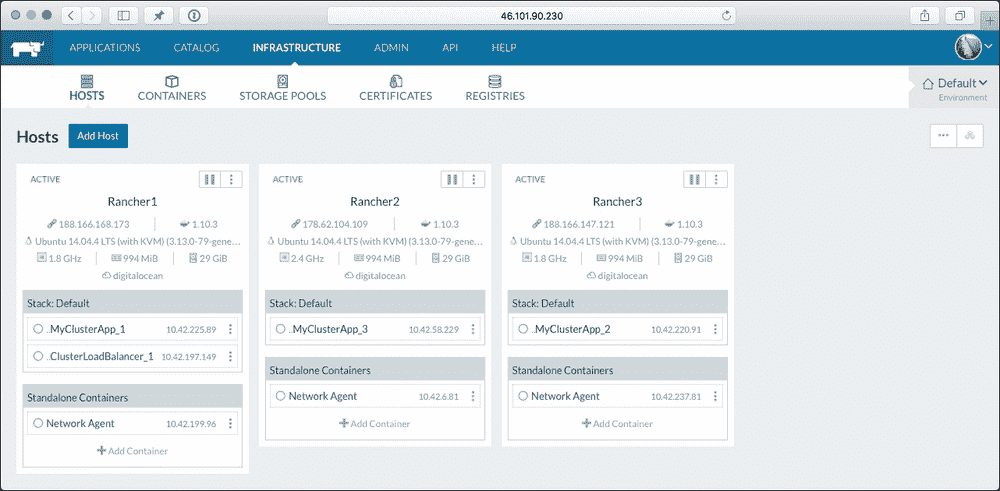 46.101.90.230
APPLICATIONS CATALOG INFRASTRUCTURE ADMIN API HELP
HOSTS CONTAINERS STORAGE POOLS CERTIFICATES REGISTRIES
Default
Environment
Hosts Add Host
ACTIVE
Rancher1
188.166.168.173 1.10.3
Ubuntu 14.04.4 LTS (with KVM) (3.13.0-79-gene...
1.8 GHz 994 MiB 29 GiB
digitalocean
Stack: Default
..MyClusterApp_1 10.42.225.89
..ClusterLoadBalancer_1 10.42.197.149
Standalone Containers
Network Agent 10.42.199.96
Add Container
ACTIVE
Rancher2
178.62.104.109 1.10.3
Ubuntu 14.04.4 LTS (with KVM) (3.13.0-79-gene...
2.4 GHz 994 MiB 29 GiB
digitalocean
Stack: Default
..MyClusterApp_3 10.42.58.229
Standalone Containers
Network Agent 10.42.6.81
Add Container
ACTIVE
Rancher3
188.166.147.121 1.10.3
Ubuntu 14.04.4 LTS (with KVM) (3.13.0-79-gene...
1.8 GHz 994 MiB 29 GiB
digitalocean
Stack: Default
..MyClusterApp_2 10.42.220.91
Standalone Containers
Network Agent 10.42.237.81
Add Container